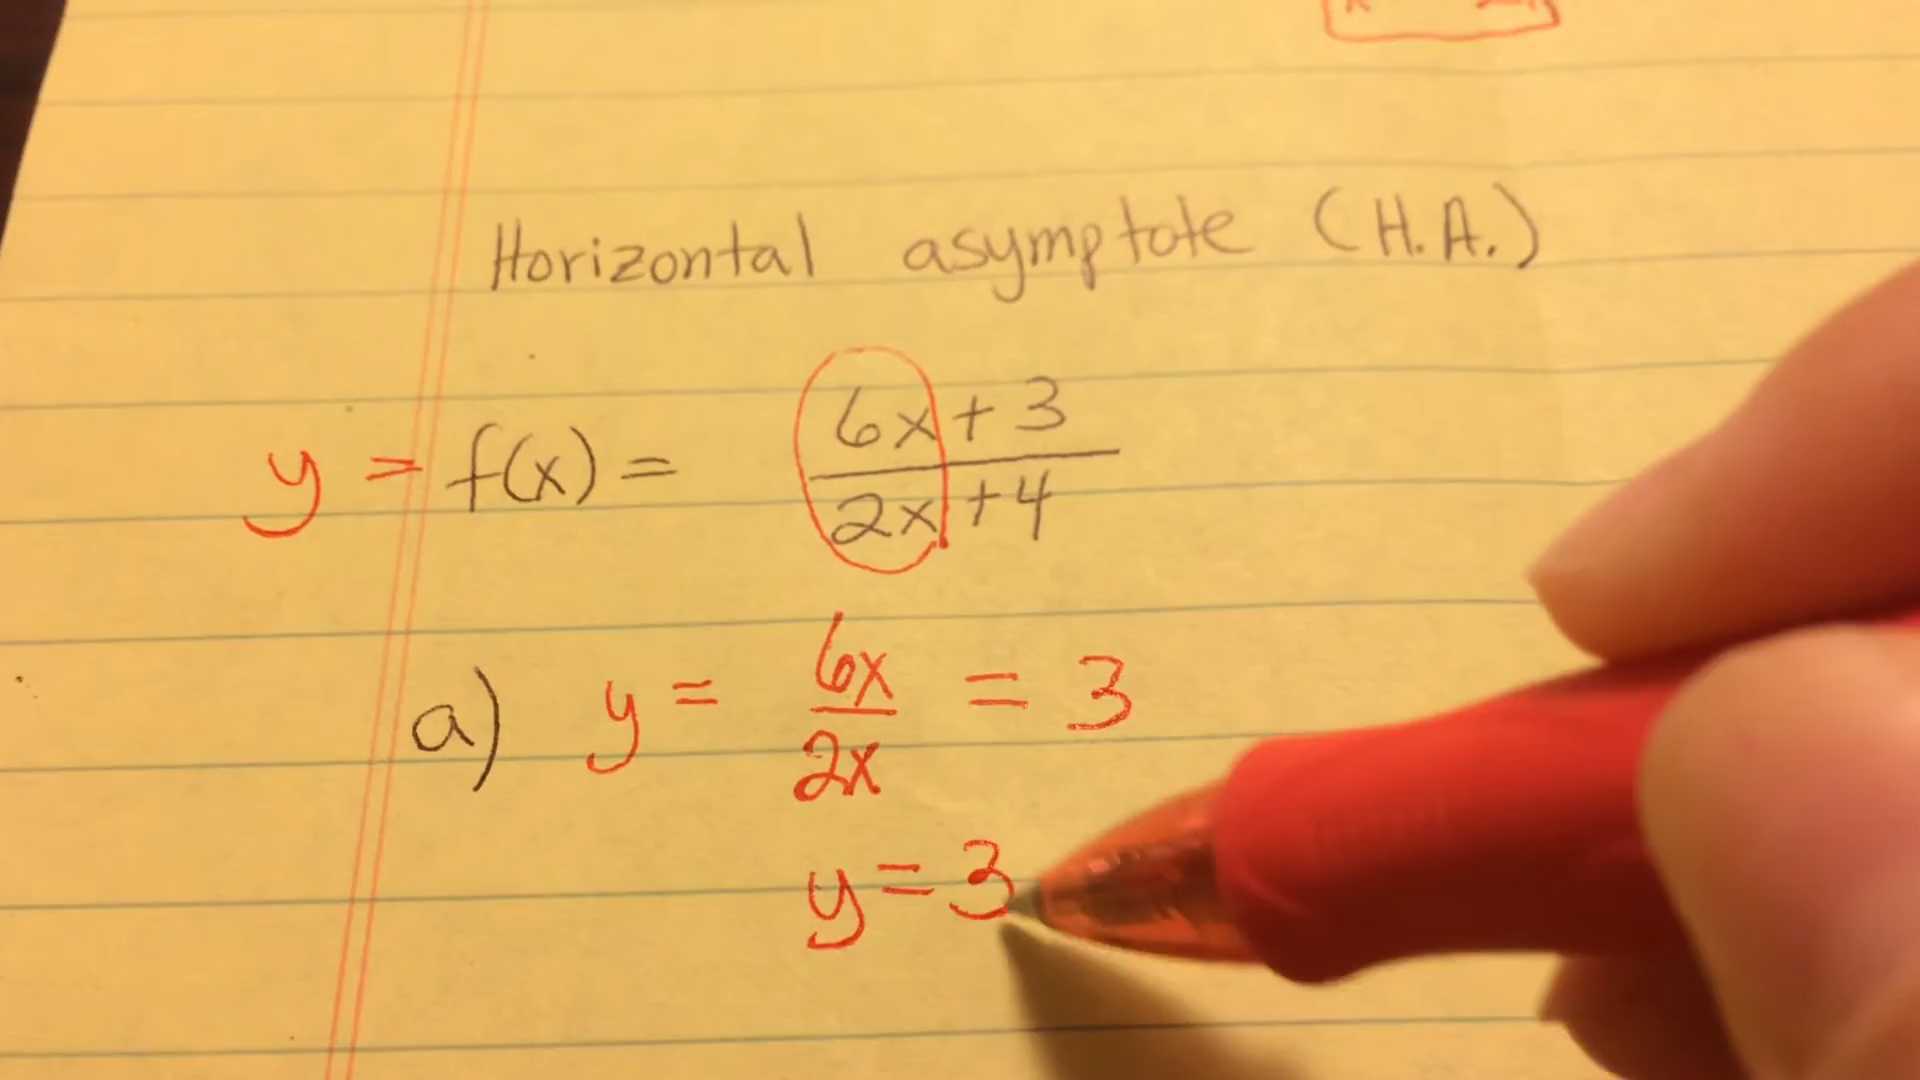 Horizontal asymptote (H.A.)
y = f(x) = 6x + 3 / 2x + 4
a) y = 6x / 2x = 3
y = 3